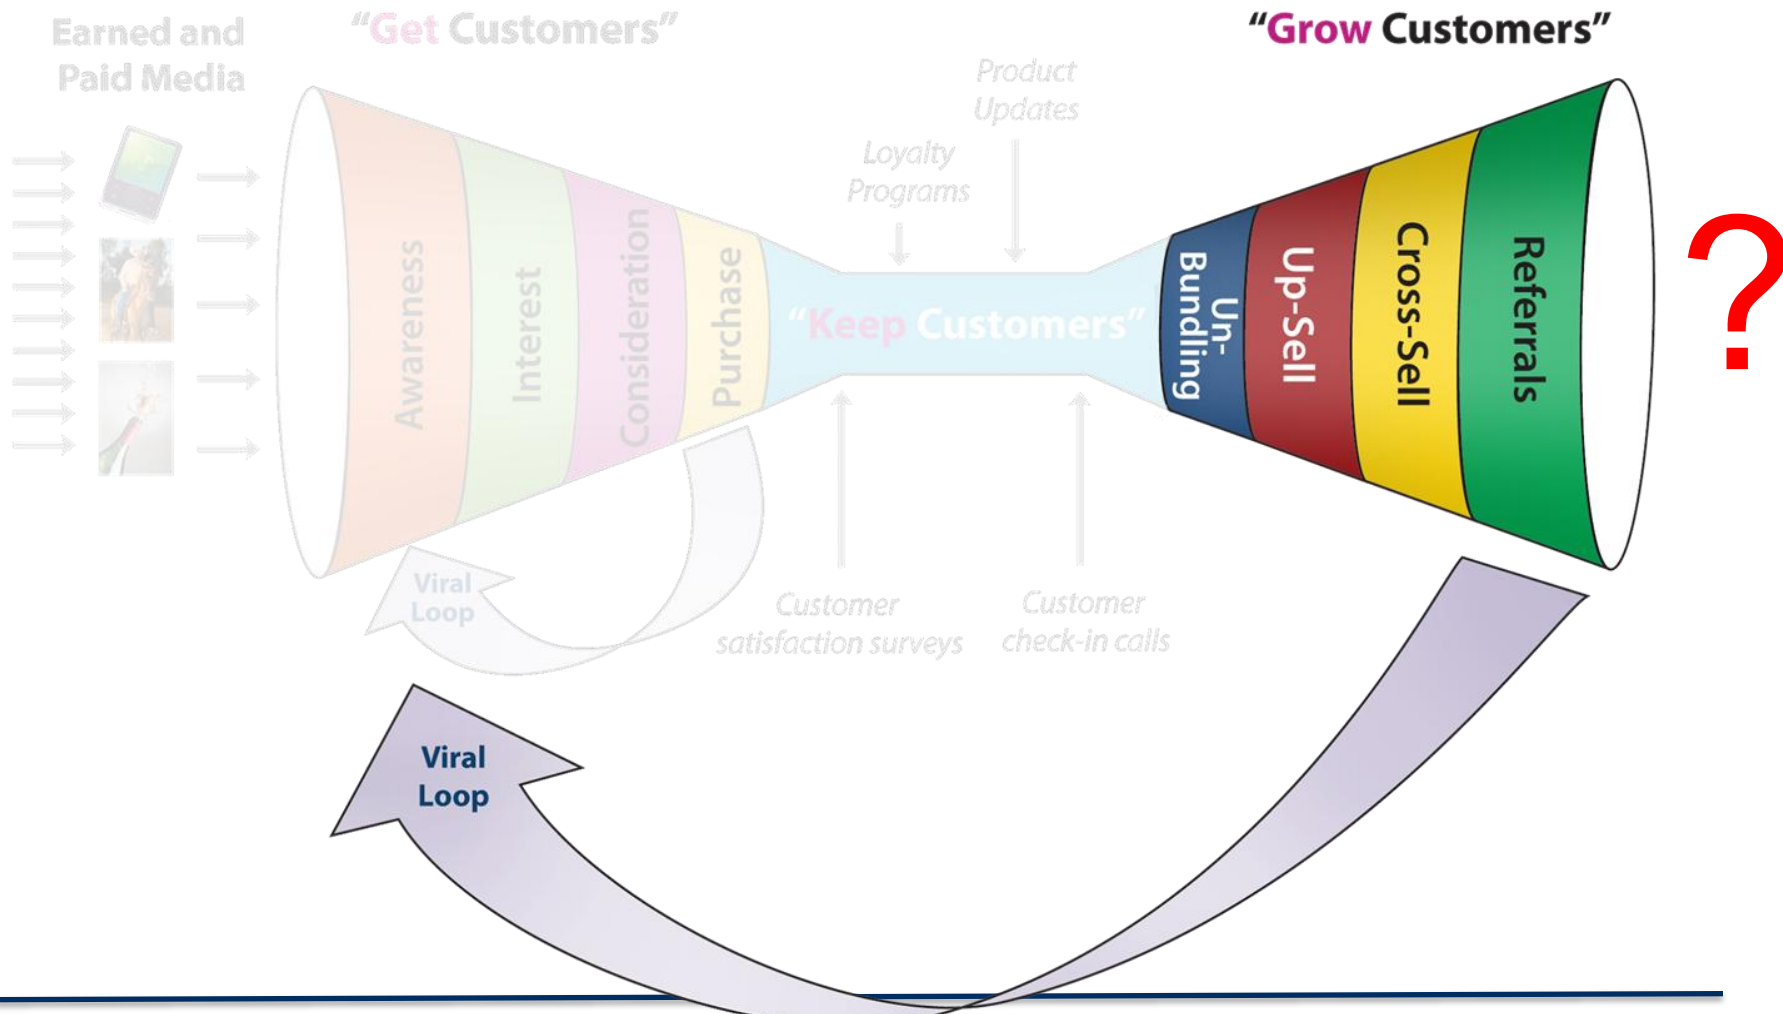 Earned and
Paid Media
“Get Customers”
“Grow Customers”
Product
Updates
Loyalty
Programs
Awareness
Interest
Consideration
Purchase
“Keep Customers”
Un-
Bundling
Up-Sell
Cross-Sell
Referrals
?
Viral
Loop
Customer
satisfaction surveys
Customer
check-in calls
Viral
Loop